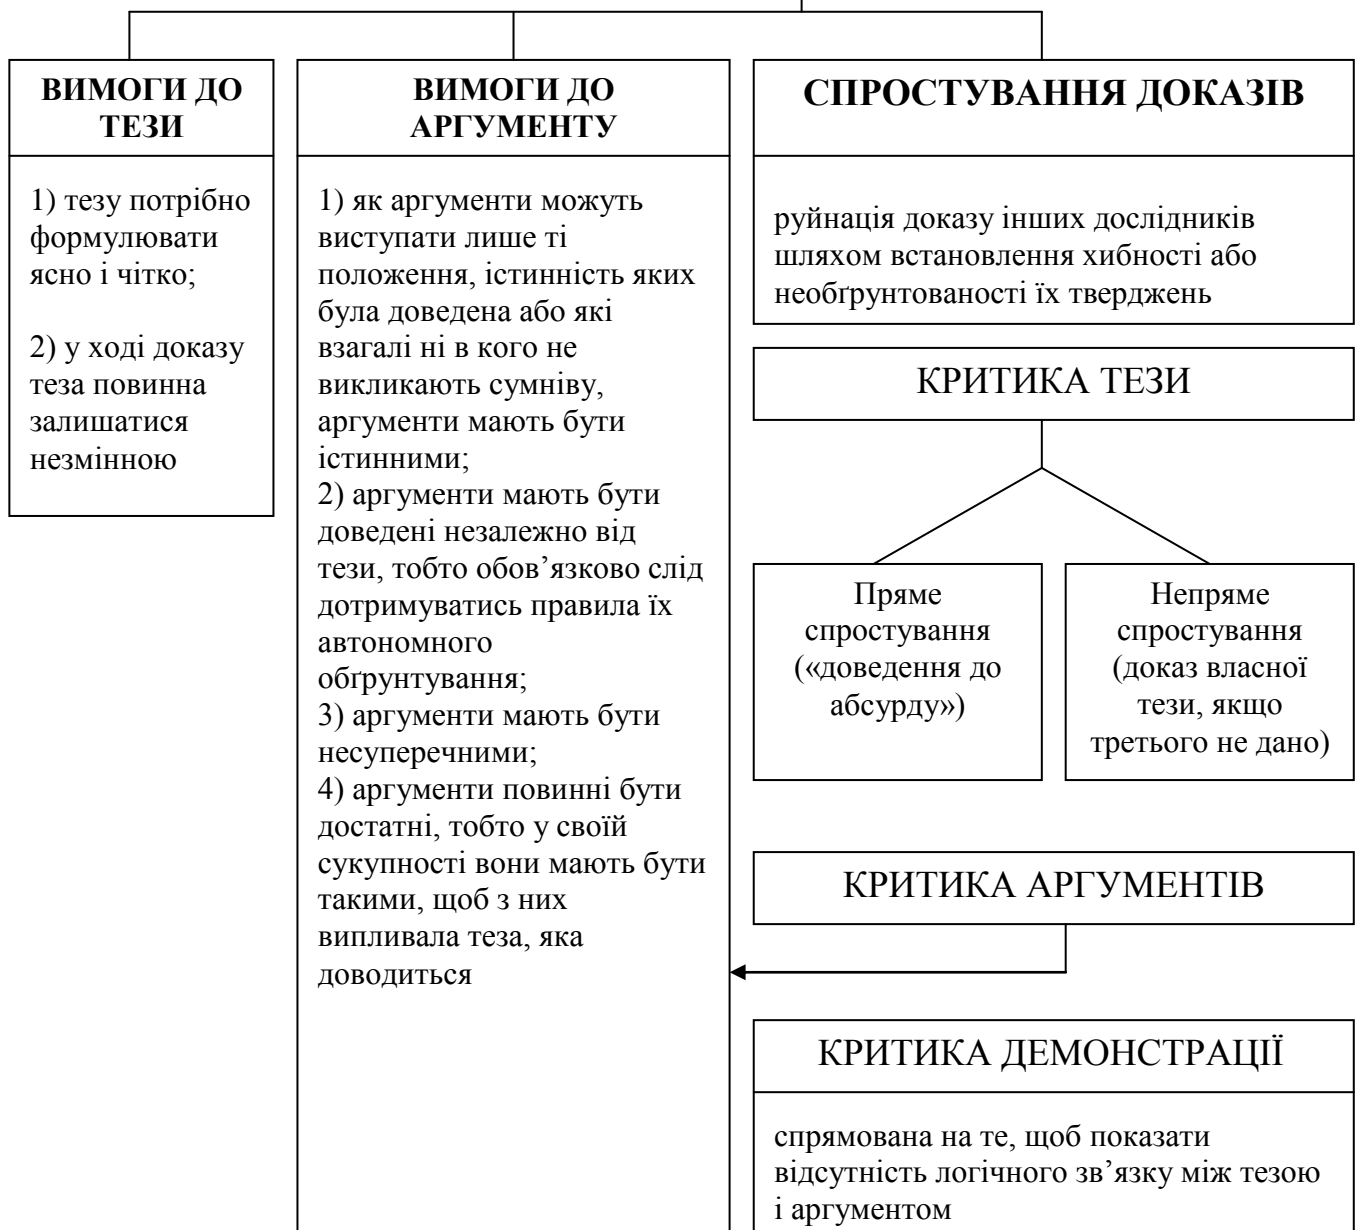 ВИМОГИ ДО
ТЕЗИ
1) тезу потрібно
формулювати
ясно і чітко;
2) у ході доказу
теза повинна
залишатися
незмінною
ВИМОГИ ДО
АРГУМЕНТУ
1) як аргументи можуть
виступати лише ті
положення, істинність яких
була доведена або які
взагалі ні в кого не
викликають сумніву,
аргументи мають бути
істинними;
2) аргументи мають бути
доведені незалежно від
тези, тобто обов’язково слід
дотримуватись правила їх
автономного
обґрунтування;
3) аргументи мають бути
несуперечними;
4) аргументи повинні бути
достатні, тобто у своїй
сукупності вони мають бути
такими, щоб з них
випливала теза, яка
доводиться
СПРОСТУВАННЯ ДОКАЗІВ
руйнація доказу інших дослідників
шляхом встановлення хибності або
необґрунтованості їх тверджень
КРИТИКА ТЕЗИ
Пряме
спростування
(«доведення до
абсурду»)
Непряме
спростування
(доказ власної
тези, якщо
третього не дано)
КРИТИКА АРГУМЕНТІВ
КРИТИКА ДЕМОНСТРАЦІЇ
спрямована на те, щоб показати
відсутність логічного зв’язку між тезою
і аргументом